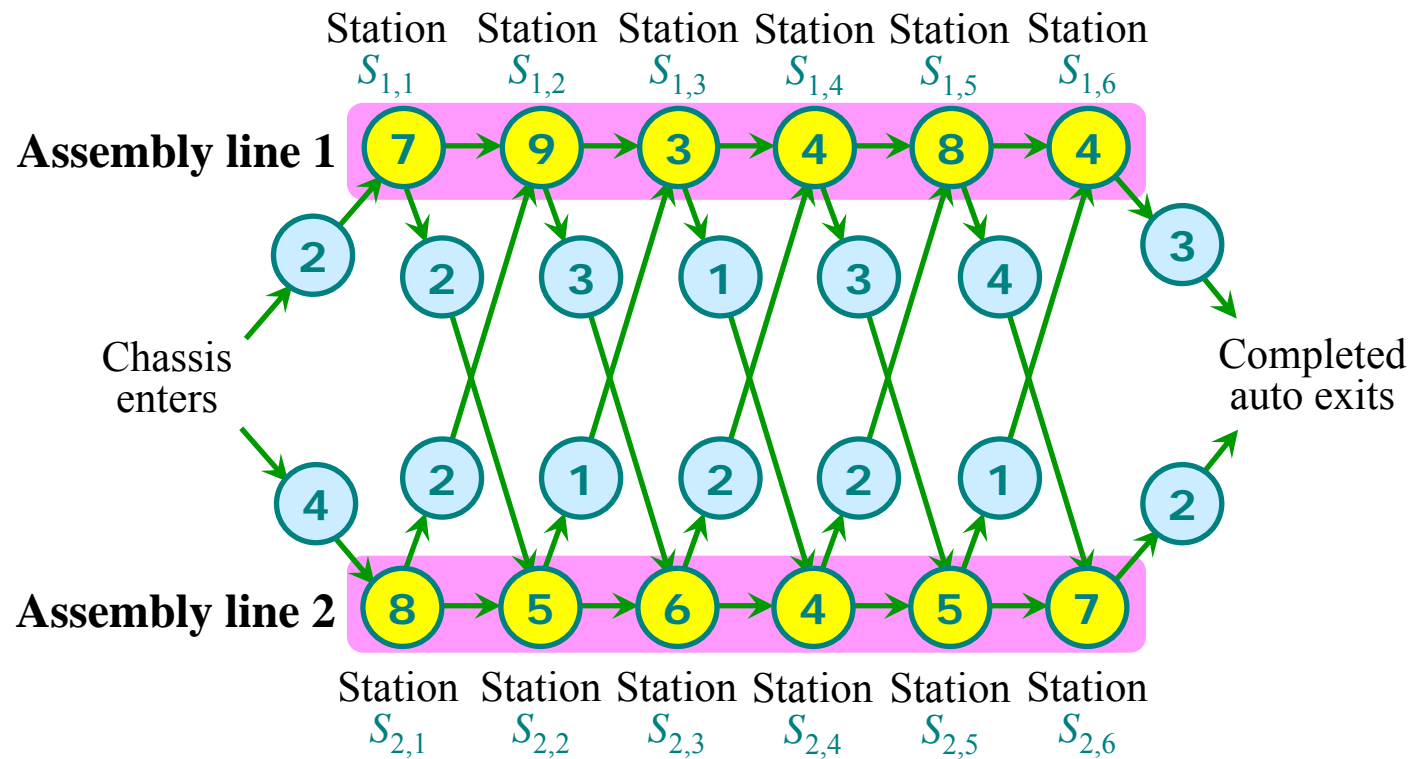 Station Station Station Station Station Station
S1,1 S1,2 S1,3 S1,4 S1,5 S1,6
Assembly line 1
7 9 3 4 8 4
2 3
2 3 1 3 4
Chassis
enters
Completed
auto exits
2 1 2 2 1
4 2
Assembly line 2
8 5 6 4 5 7
Station Station Station Station Station Station
S2,1 S2,2 S2,3 S2,4 S2,5 S2,6